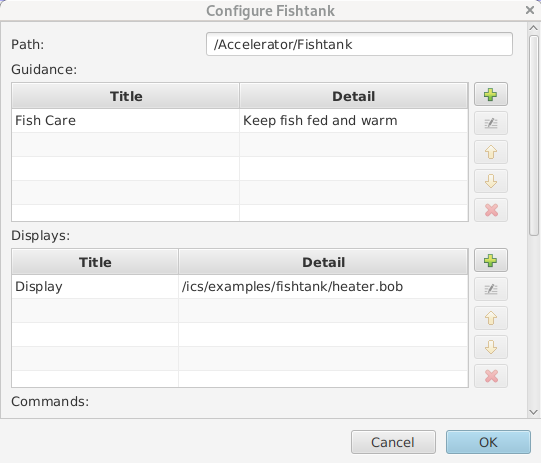 Configure Fishtank
Path: /Accelerator/Fishtank
Guidance:
Title Detail
Fish Care Keep fish fed and warm
Displays:
Title Detail
Display /ics/examples/fishtank/heater.bob
Commands:
Cancel OK